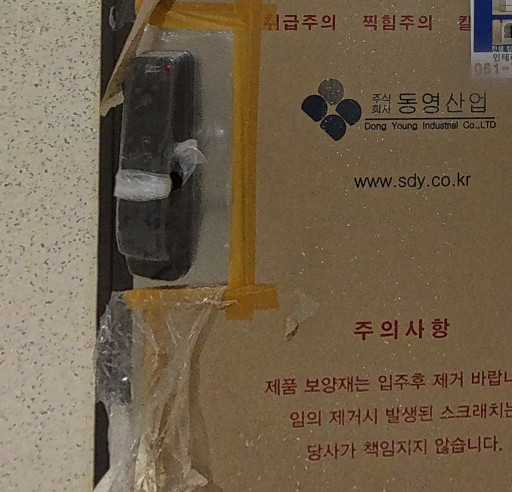 취급주의 찍힘주의
061-
주식
회사 동영산업
Dong Young Industrial Co.,LTD
www.sdy.co.kr
주의사항
제품 보양재는 입주후 제거 바랍니
임의 제거시 발생된 스크래치는
당사가 책임지지 않습니다.